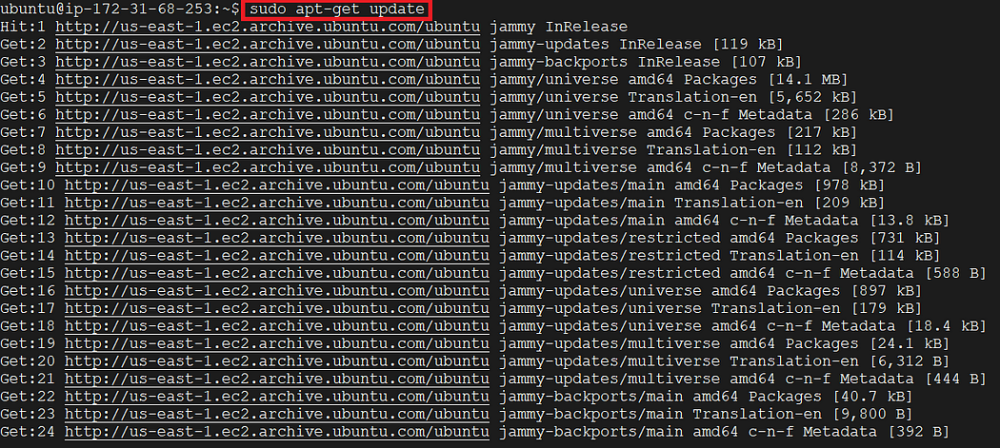 ubuntu@ip-172-31-68-253:~$ sudo apt-get update
Hit:1 http://us-east-1.ec2.archive.ubuntu.com/ubuntu jammy InRelease
Get:2 http://us-east-1.ec2.archive.ubuntu.com/ubuntu jammy-updates InRelease [119 kB]
Get:3 http://us-east-1.ec2.archive.ubuntu.com/ubuntu jammy-backports InRelease [107 kB]
Get:4 http://us-east-1.ec2.archive.ubuntu.com/ubuntu jammy/universe amd64 Packages [14.1 MB]
Get:5 http://us-east-1.ec2.archive.ubuntu.com/ubuntu jammy/universe Translation-en [5,652 kB]
Get:6 http://us-east-1.ec2.archive.ubuntu.com/ubuntu jammy/universe amd64 c-n-f Metadata [286 kB]
Get:7 http://us-east-1.ec2.archive.ubuntu.com/ubuntu jammy/multiverse amd64 Packages [217 kB]
Get:8 http://us-east-1.ec2.archive.ubuntu.com/ubuntu jammy/multiverse Translation-en [112 kB]
Get:9 http://us-east-1.ec2.archive.ubuntu.com/ubuntu jammy/multiverse amd64 c-n-f Metadata [8,372 B]
Get:10 http://us-east-1.ec2.archive.ubuntu.com/ubuntu jammy-updates/main amd64 Packages [978 kB]
Get:11 http://us-east-1.ec2.archive.ubuntu.com/ubuntu jammy-updates/main Translation-en [209 kB]
Get:12 http://us-east-1.ec2.archive.ubuntu.com/ubuntu jammy-updates/main amd64 c-n-f Metadata [13.8 kB]
Get:13 http://us-east-1.ec2.archive.ubuntu.com/ubuntu jammy-updates/restricted amd64 Packages [731 kB]
Get:14 http://us-east-1.ec2.archive.ubuntu.com/ubuntu jammy-updates/restricted Translation-en [114 kB]
Get:15 http://us-east-1.ec2.archive.ubuntu.com/ubuntu jammy-updates/restricted amd64 c-n-f Metadata [588 B]
Get:16 http://us-east-1.ec2.archive.ubuntu.com/ubuntu jammy-updates/universe amd64 Packages [897 kB]
Get:17 http://us-east-1.ec2.archive.ubuntu.com/ubuntu jammy-updates/universe Translation-en [179 kB]
Get:18 http://us-east-1.ec2.archive.ubuntu.com/ubuntu jammy-updates/universe amd64 c-n-f Metadata [18.4 kB]
Get:19 http://us-east-1.ec2.archive.ubuntu.com/ubuntu jammy-updates/multiverse amd64 Packages [24.1 kB]
Get:20 http://us-east-1.ec2.archive.ubuntu.com/ubuntu jammy-updates/multiverse Translation-en [6,312 B]
Get:21 http://us-east-1.ec2.archive.ubuntu.com/ubuntu jammy-updates/multiverse amd64 c-n-f Metadata [444 B]
Get:22 http://us-east-1.ec2.archive.ubuntu.com/ubuntu jammy-backports/main amd64 Packages [40.7 kB]
Get:23 http://us-east-1.ec2.archive.ubuntu.com/ubuntu jammy-backports/main Translation-en [9,800 B]
Get:24 http://us-east-1.ec2.archive.ubuntu.com/ubuntu jammy-backports/main amd64 c-n-f Metadata [392 B]